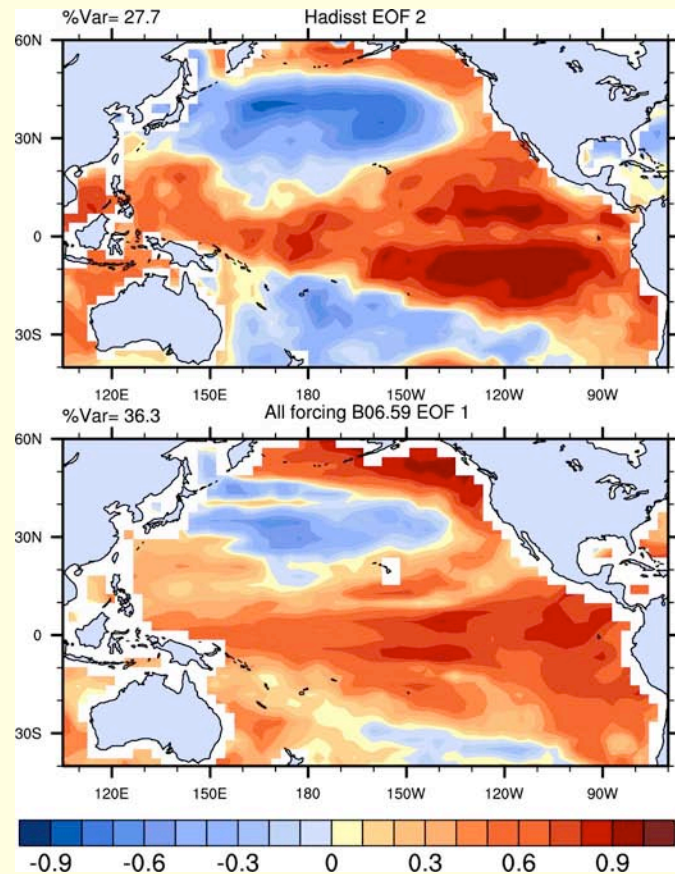 %Var= 27.7 Hadisst EOF 2
60N
30N
0
30S
120E 150E 180 150W 120W 90W
%Var= 36.3 All forcing B06.59 EOF 1
60N
30N
0
30S
120E 150E 180 150W 120W 90W
-0.9 -0.6 -0.3 0 0.3 0.6 0.9